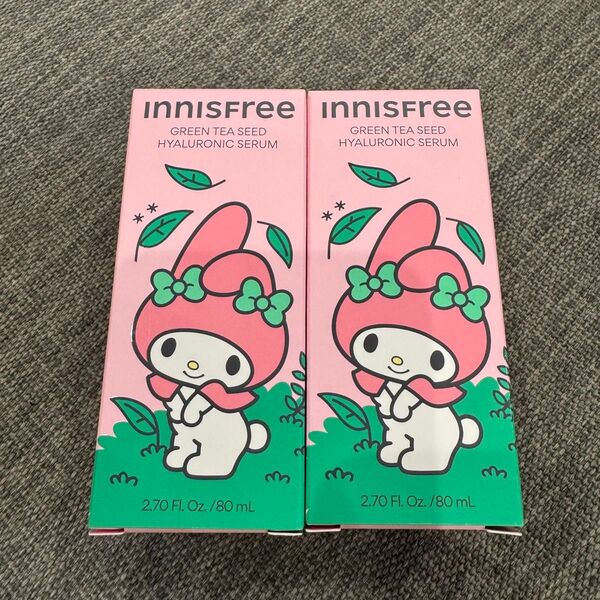 innisfree
GREEN TEA SEED
HYALURONIC SERUM
2.70 Fl. Oz. / 80 mL
innisfree
GREEN TEA SEED
HYALURONIC SERUM
2.70 Fl. Oz. / 80 mL